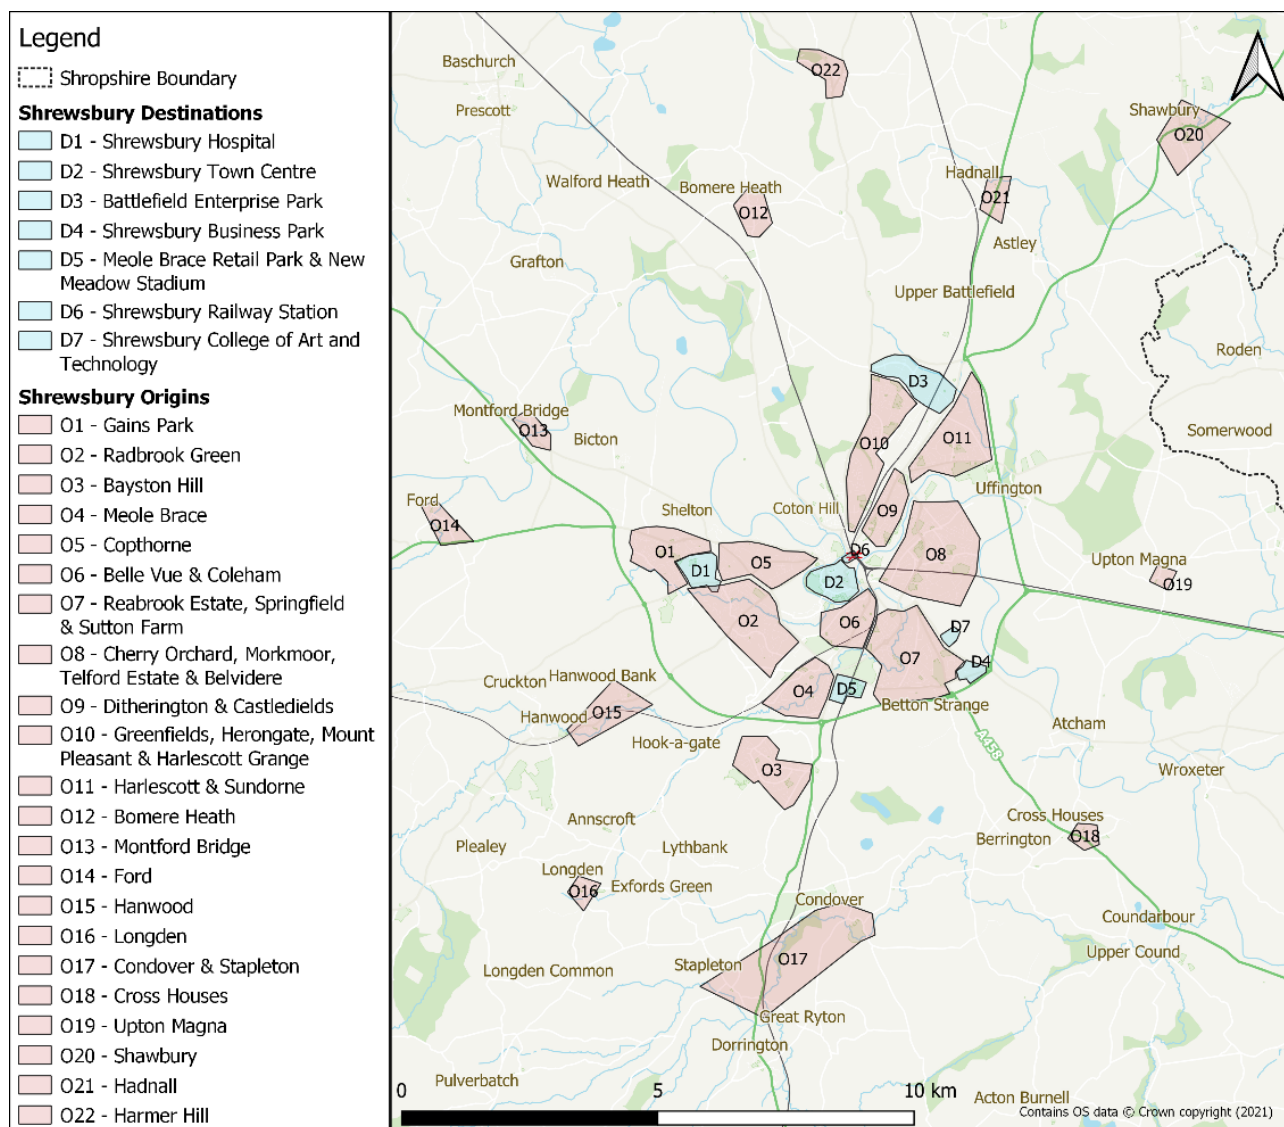 Legend
Shropshire Boundary
Shrewsbury Destinations
D1 - Shrewsbury Hospital
D2 - Shrewsbury Town Centre
D3 - Battlefield Enterprise Park
D4 - Shrewsbury Business Park
D5 - Meole Brace Retail Park & New
Meadow Stadium
D6 - Shrewsbury Railway Station
D7 - Shrewsbury College of Art and
Technology
Shrewsbury Origins
O1 - Gains Park
O2 - Radbrook Green
O3 - Bayston Hill
O4 - Meole Brace
O5 - Copthorne
O6 - Belle Vue & Coleham
O7 - Reabrook Estate, Springfield
& Sutton Farm
O8 - Cherry Orchard, Morkmoor,
Telford Estate & Belvidere
O9 - Ditherington & Castledields
O10 - Greenfields, Herongate, Mount
Pleasant & Harlescott Grange
O11 - Harlescott & Sundorne
O12 - Bomere Heath
O13 - Montford Bridge
O14 - Ford
O15 - Hanwood
O16 - Longden
O17 - Condover & Stapleton
O18 - Cross Houses
O19 - Upton Magna
O20 - Shawbury
O21 - Hadnall
O22 - Harmer Hill
Baschurch
O22
Prescott
Shawbury
O20
Walford Heath
Bomere Heath
Hadnall
O21
O12
Astley
Grafton
Upper Battlefield
Roden
D3
Montford Bridge
O13
Bicton
O10
O11
Somerwood
Ford
O14
Shelton
Coton Hill
O9
Uffington
O1
D1
O5
D6
D2
O8
Upton Magna
O19
O2
O6
D7
O7
D4
Cruckton
Hanwood Bank
Hanwood
O15
O4
D5
Betton Strange
Hook-a-gate
A458
Atcham
O3
Wroxeter
Annscroft
Cross Houses
Plealey
Lythbank
Berrington
O18
Longden
O16
Exfords Green
Condover
Coundarbour
Stapleton
O17
Upper Cound
Longden Common
Great Ryton
Dorrington
Pulverbatch
Acton Burnell
0
5
10 km
Contains OS data © Crown copyright (2021)